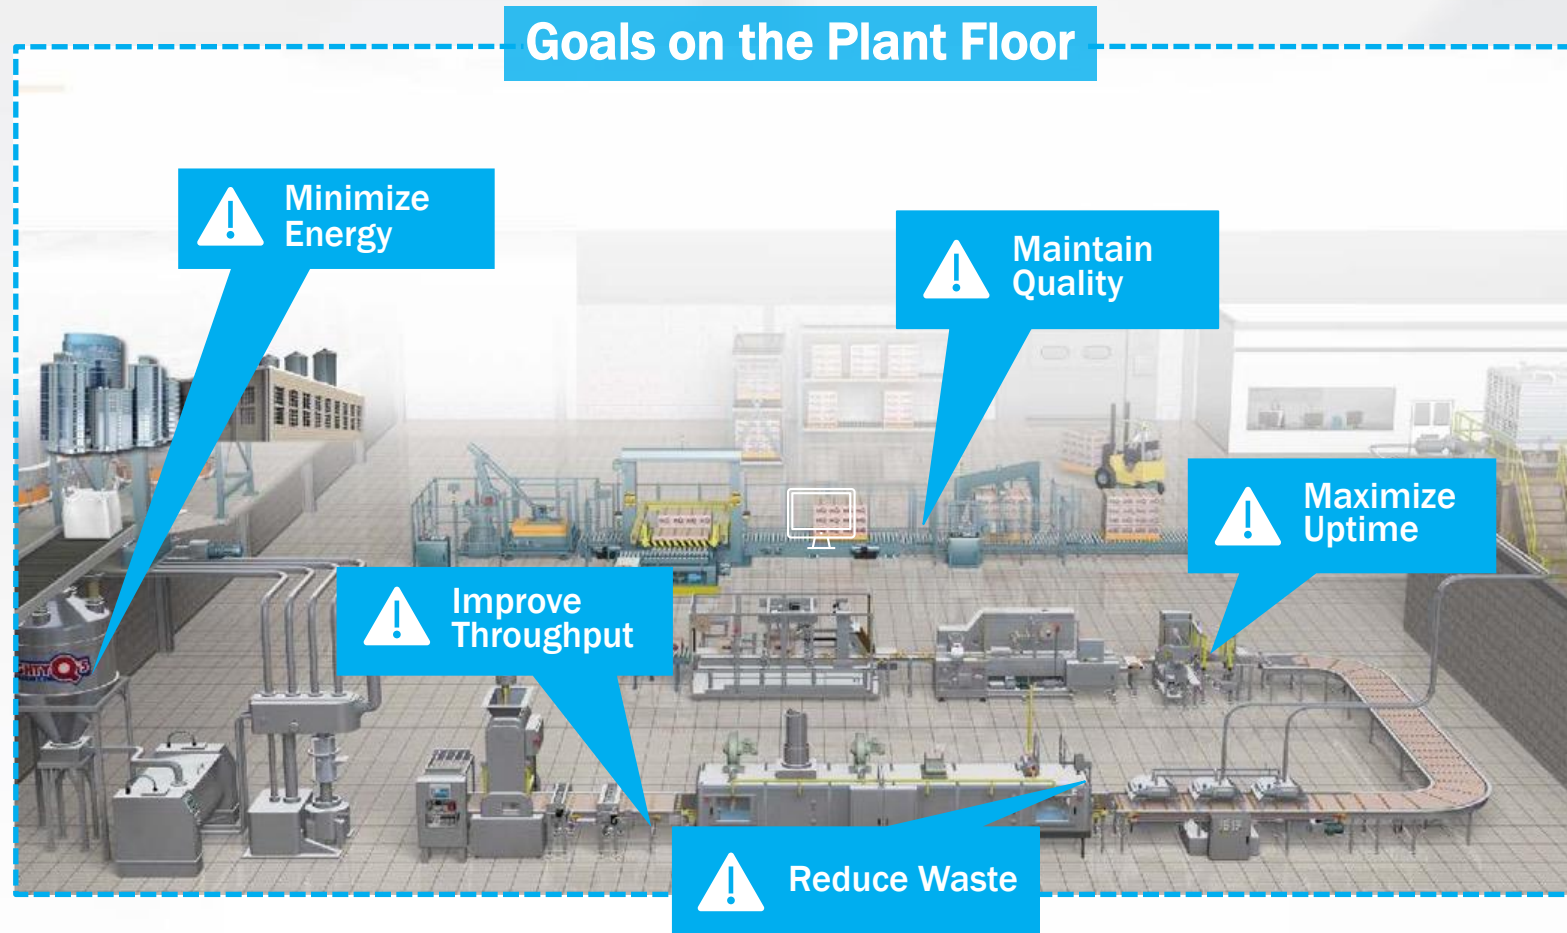 Goals on the Plant Floor
Minimize
Energy
Maintain
Quality
Maximize
Uptime
Improve
Throughput
Reduce Waste